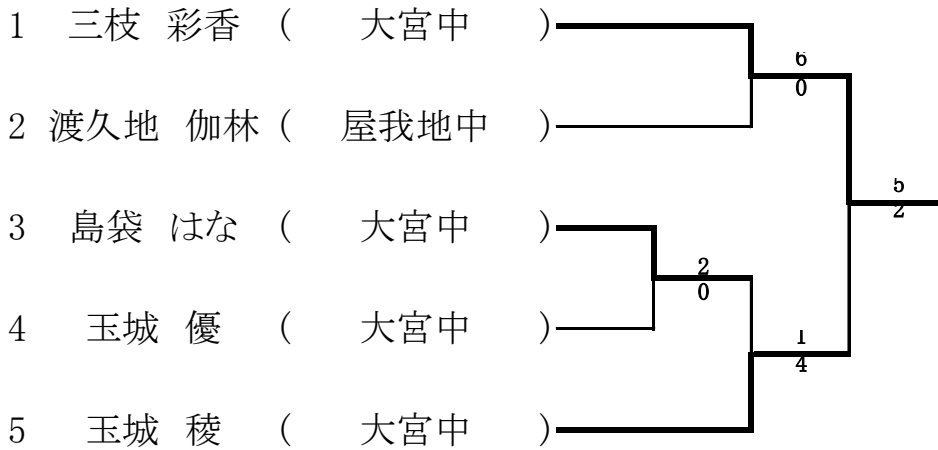 1 三枝 彩香 ( 大宮中 )
6
0
2 渡久地 伽林 ( 屋我地中 )
5
2
3 島袋 はな ( 大宮中 )
2
0
4 玉城 優 ( 大宮中 )
1
4
5 玉城 稜 ( 大宮中 )